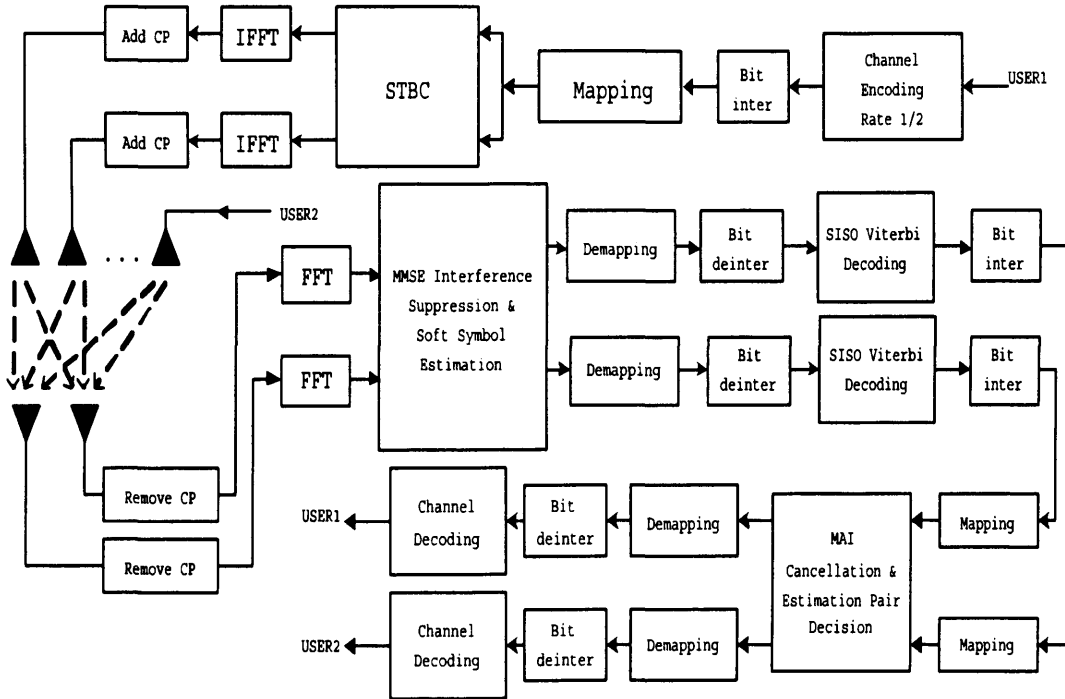 Add CP
IFFT
STBC
Mapping
Bit
inter
Channel
Encoding
Rate 1/2
USER1
Add CP
IFFT
USER2
...
FFT
FFT
MMSE Interference
Suppression &
Soft Symbol
Estimation
Demapping
Bit
deinter
SISO Viterbi
Decoding
Bit
inter
Demapping
Bit
deinter
SISO Viterbi
Decoding
Bit
inter
Remove CP
Remove CP
USER1
Channel
Decoding
Bit
deinter
Demapping
MAI
Cancellation &
Estimation Pair
Decision
Mapping
USER2
Channel
Decoding
Bit
deinter
Demapping
Mapping